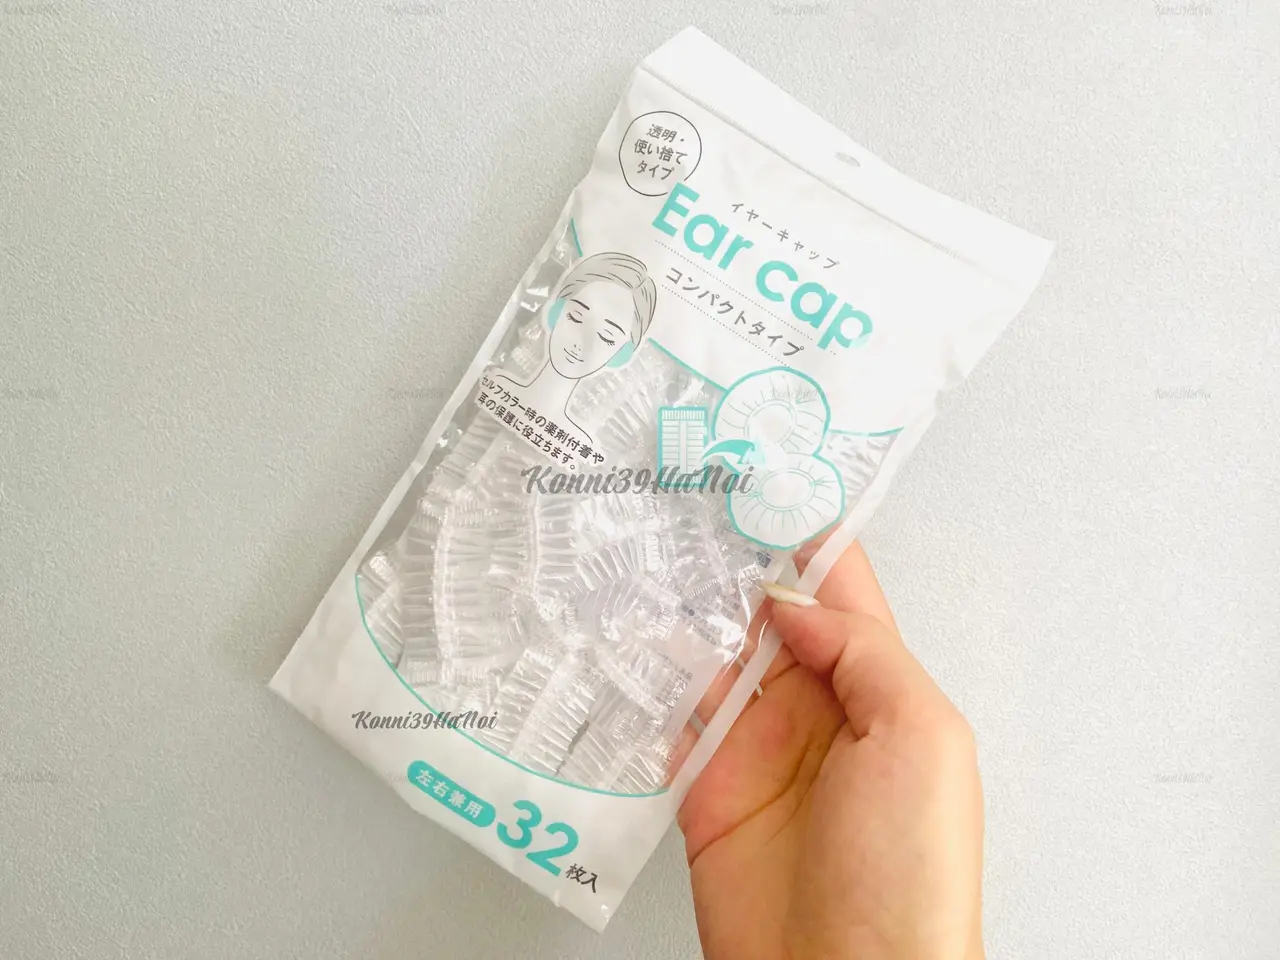 透明・
使い捨て
タイプ
イヤーキャップ
Ear cap
コンパクトタイプ
セルフカラー時の薬剤付着や
耳の保護に役立ちます。
Konni39HaNoi
Konni39HaNoi
左右兼用
32枚入